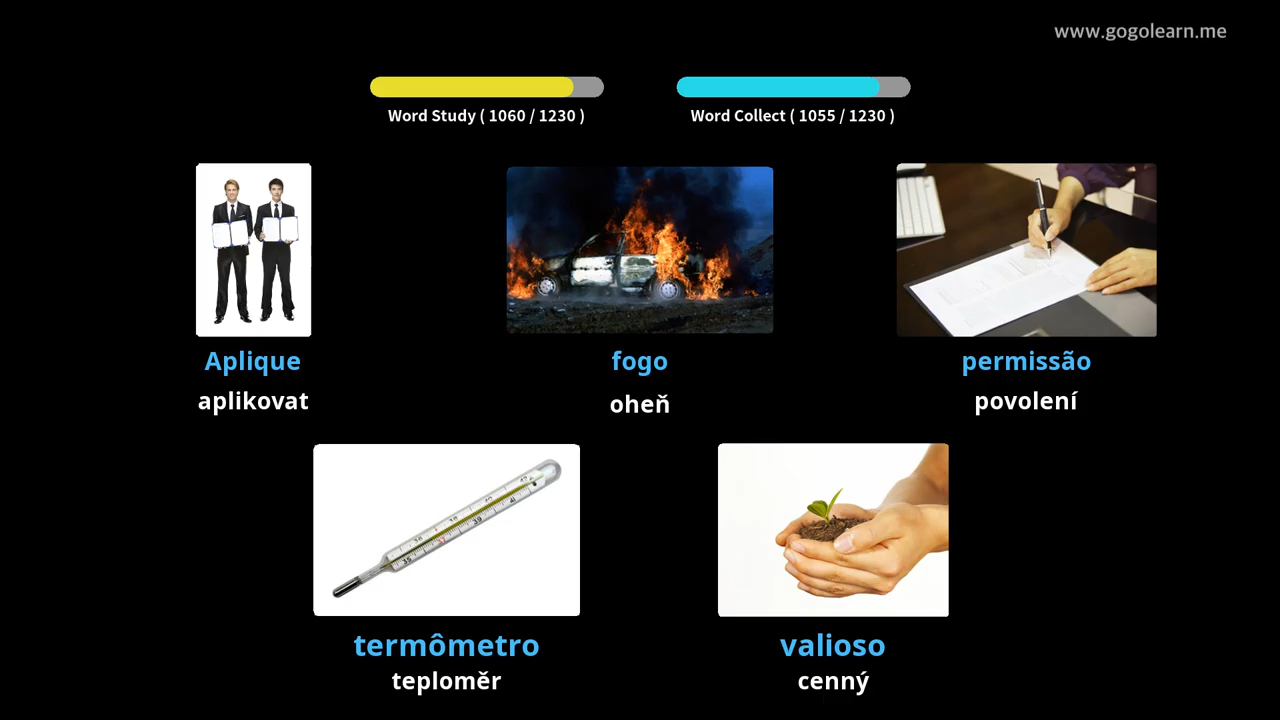 www.gogolearn.me
Word Study ( 1060 / 1230 )
Word Collect ( 1055 / 1230 )
Aplique
aplikovat
fogo
oheň
permissão
povolení
termômetro
teploměr
valioso
cenný